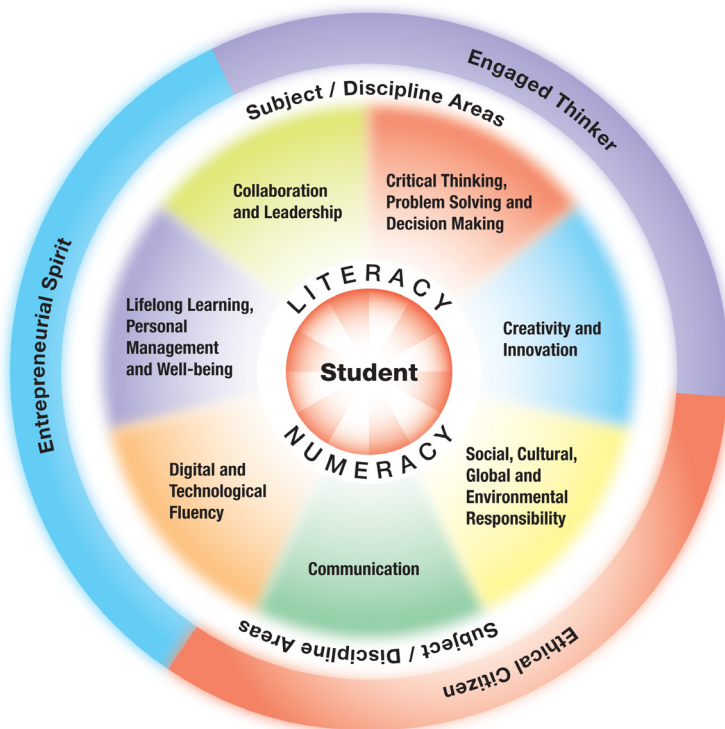 Engaged Thinker
Subject / Discipline Areas
Collaboration
and Leadership
Critical Thinking,
Problem Solving and
Decision Making
Entrepreneurial Spirit
Lifelong Learning,
Personal
Management
and Well-being
LITERACY
Student
NUMERACY
Creativity and
Innovation
Digital and
Technological
Fluency
Social, Cultural,
Global and
Environmental
Responsibility
Communication
Subject / Discipline Areas
Ethical Citizen